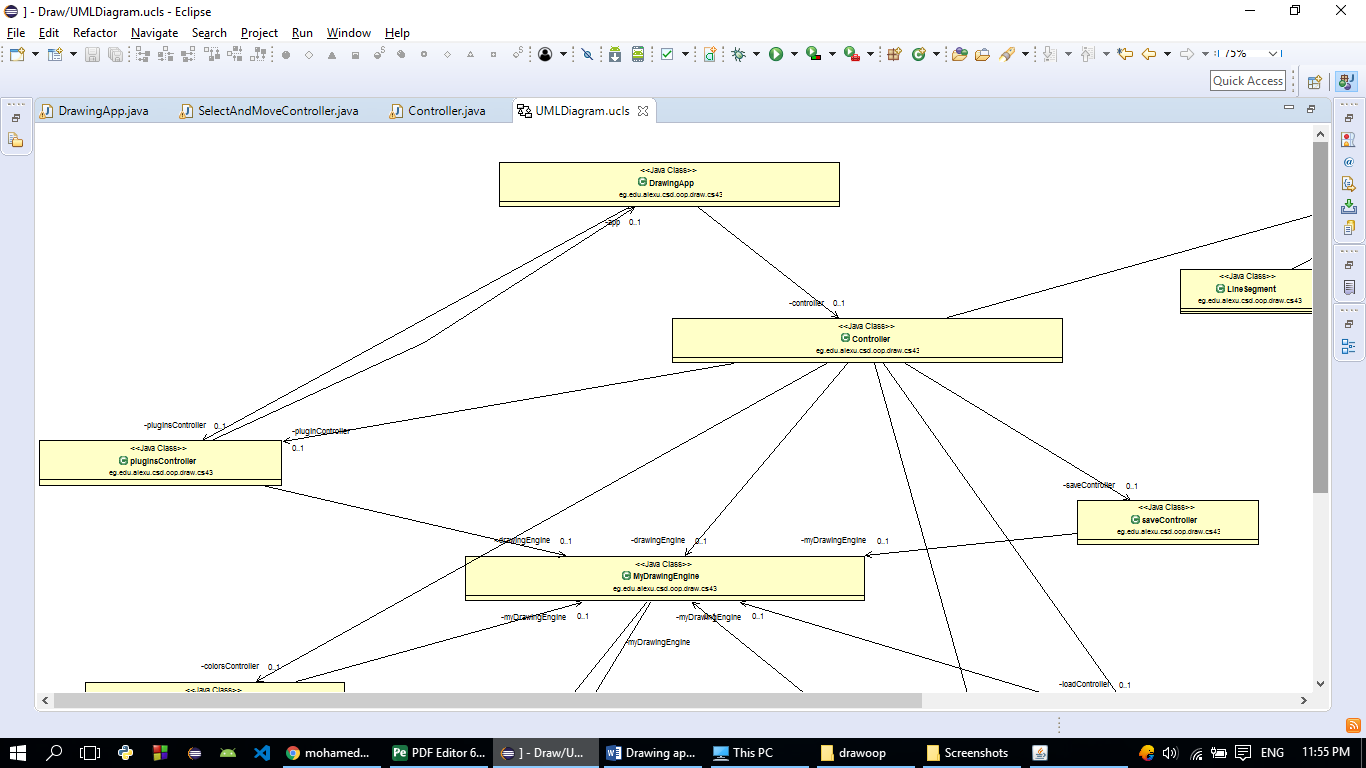 ] - Draw/UMLDiagram.ucls - Eclipse
File Edit Refactor Navigate Search Project Run Window Help
75%
Quick Access
DrawingApp.java SelectAndMoveController.java Controller.java UMLDiagram.ucls
<<Java Class>>
DrawingApp
eg.edu.alexu.csd.oop.draw.cs43
-app 0..1
<<Java Class>>
LineSegment
eg.edu.alexu.csd.oop.draw.cs43
-controller 0..1
<<Java Class>>
Controller
eg.edu.alexu.csd.oop.draw.cs43
-pluginsController 0..1
-pluginController
0..1
<<Java Class>>
pluginsController
eg.edu.alexu.csd.oop.draw.cs43
-saveController 0..1
<<Java Class>>
saveController
eg.edu.alexu.csd.oop.draw.cs43
-drawingEngine 0..1 -drawingEngine 0..1 -myDrawingEngine 0..1
<<Java Class>>
MyDrawingEngine
eg.edu.alexu.csd.oop.draw.cs43
-myDrawingEngine 0..1 -myDrawingEngine 0..1 0..1
-myDrawingEngine
-colorsController 0..1
-loadController 0..1
<<Java Class>>
mohamed... PDF Editor 6... ] - Draw/U... Drawing ap... This PC drawoop Screenshots ENG 11:55 PM